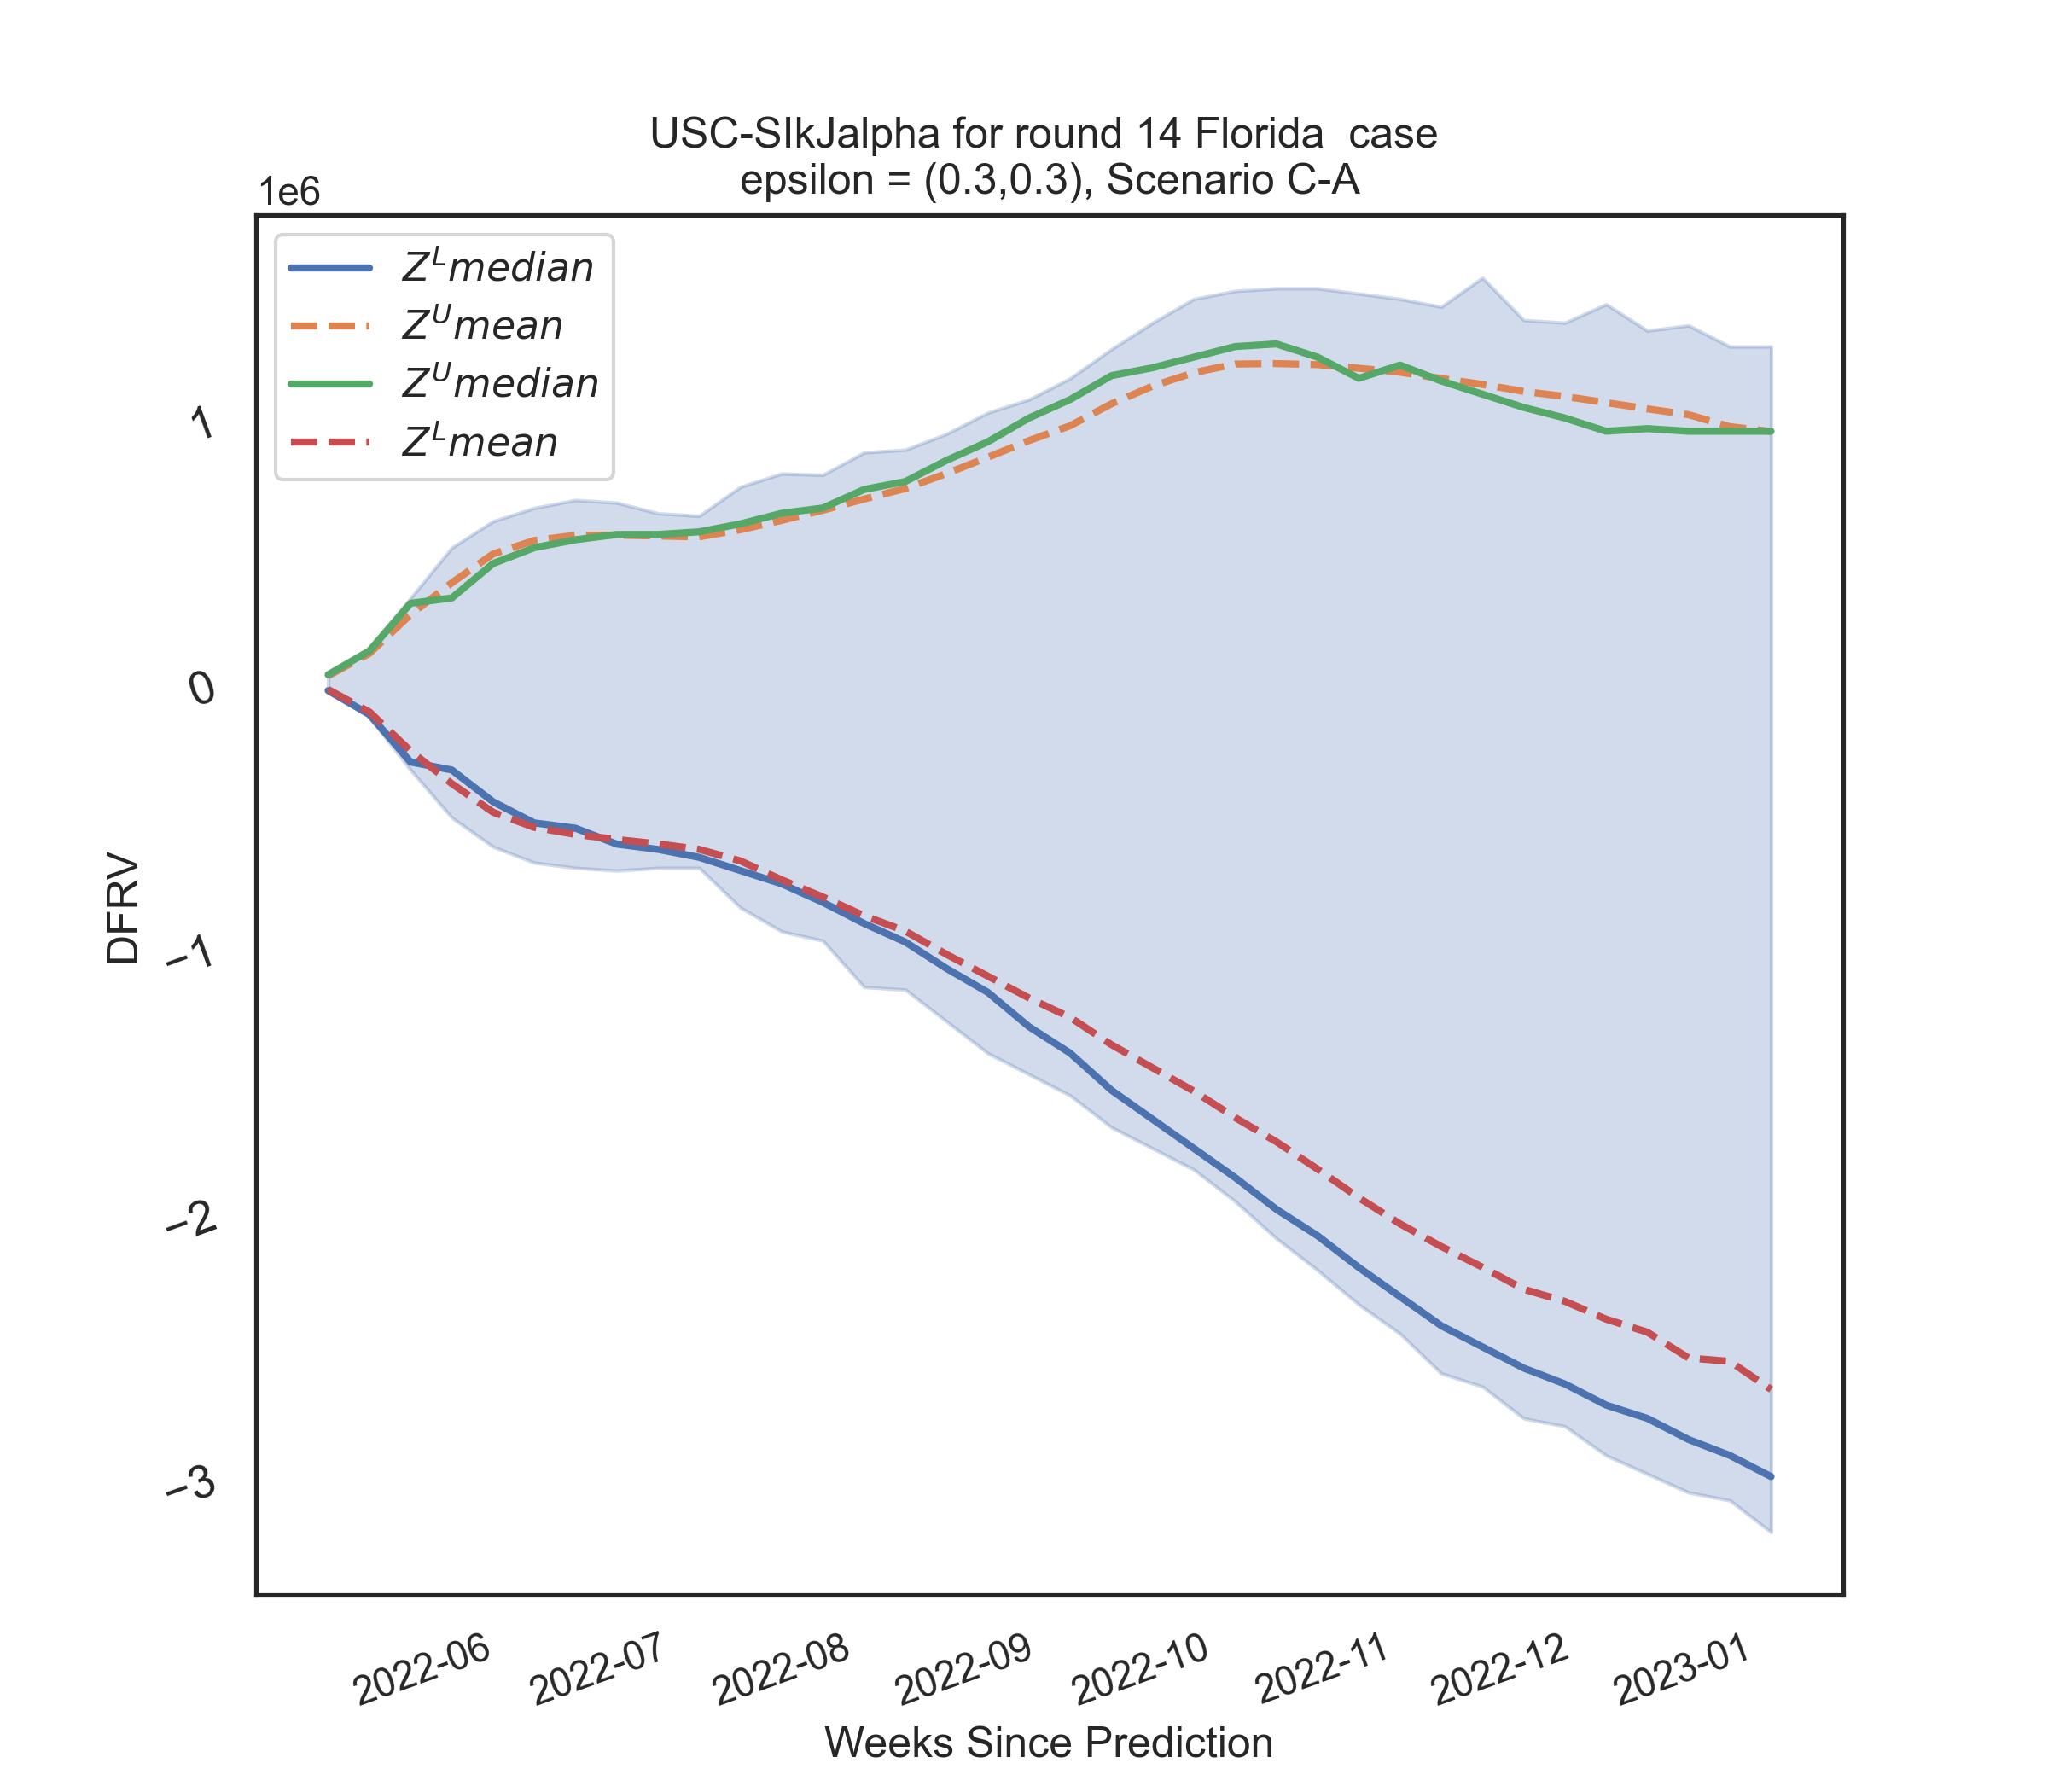 USC-SIkJalpha for round 14 Florida  case
epsilon = (0.3,0.3), Scenario C-A
1e6
Z^L median
Z^U mean
Z^U median
Z^L mean
1
0
−1
−2
−3
DFRV
2022-06
2022-07
2022-08
2022-09
2022-10
2022-11
2022-12
2023-01
Weeks Since Prediction